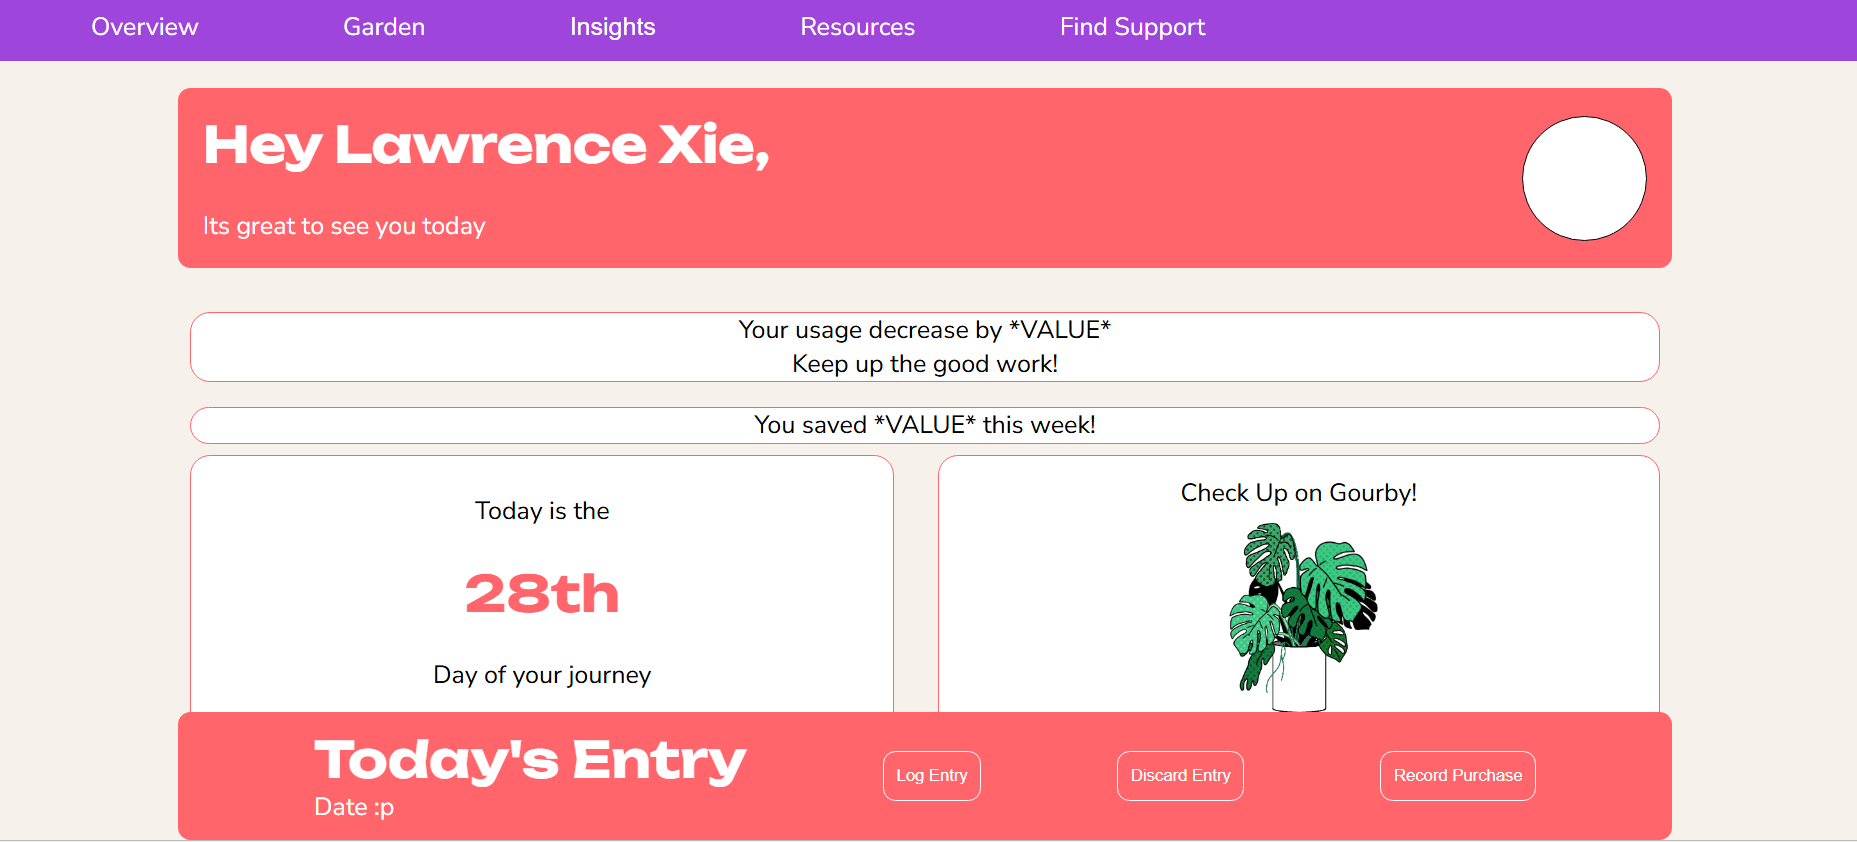 Overview Garden Insights Resources Find Support
Hey Lawrence Xie,
Its great to see you today
Your usage decrease by *VALUE*
Keep up the good work!
You saved *VALUE* this week!
Today is the
28th
Day of your journey
Check Up on Gourby!
Today's Entry
Date :p
Log Entry Discard Entry Record Purchase